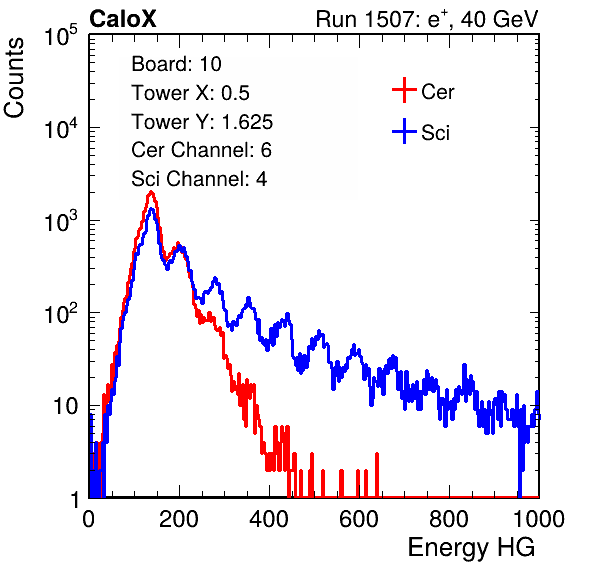 CaloX Run 1507: e⁺, 40 GeV
Counts
Board: 10
Tower X: 0.5
Tower Y: 1.625
Cer Channel: 6
Sci Channel: 4
Cer
Sci
10⁵
10⁴
10³
10²
10
1
0 200 400 600 800 1000
Energy HG